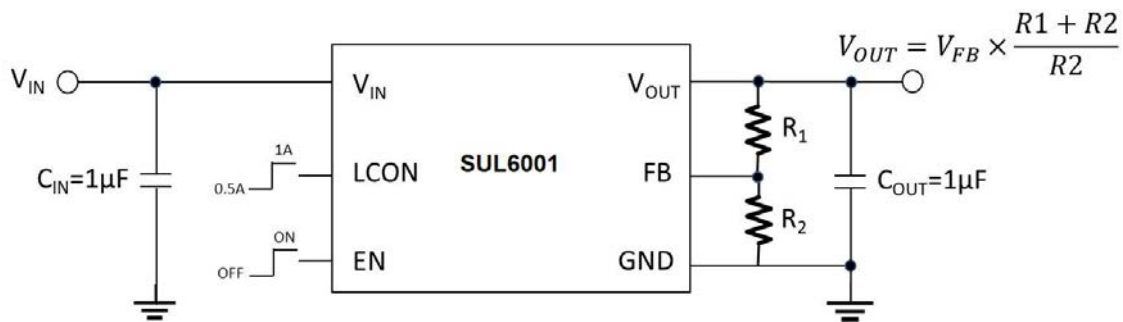 V_OUT = V_FB × (R1 + R2) / R2
V_IN
V_IN
V_OUT
R_1
1A
0.5A
LCON
SUL6001
FB
C_IN=1μF
C_OUT=1μF
R_2
ON
OFF
EN
GND